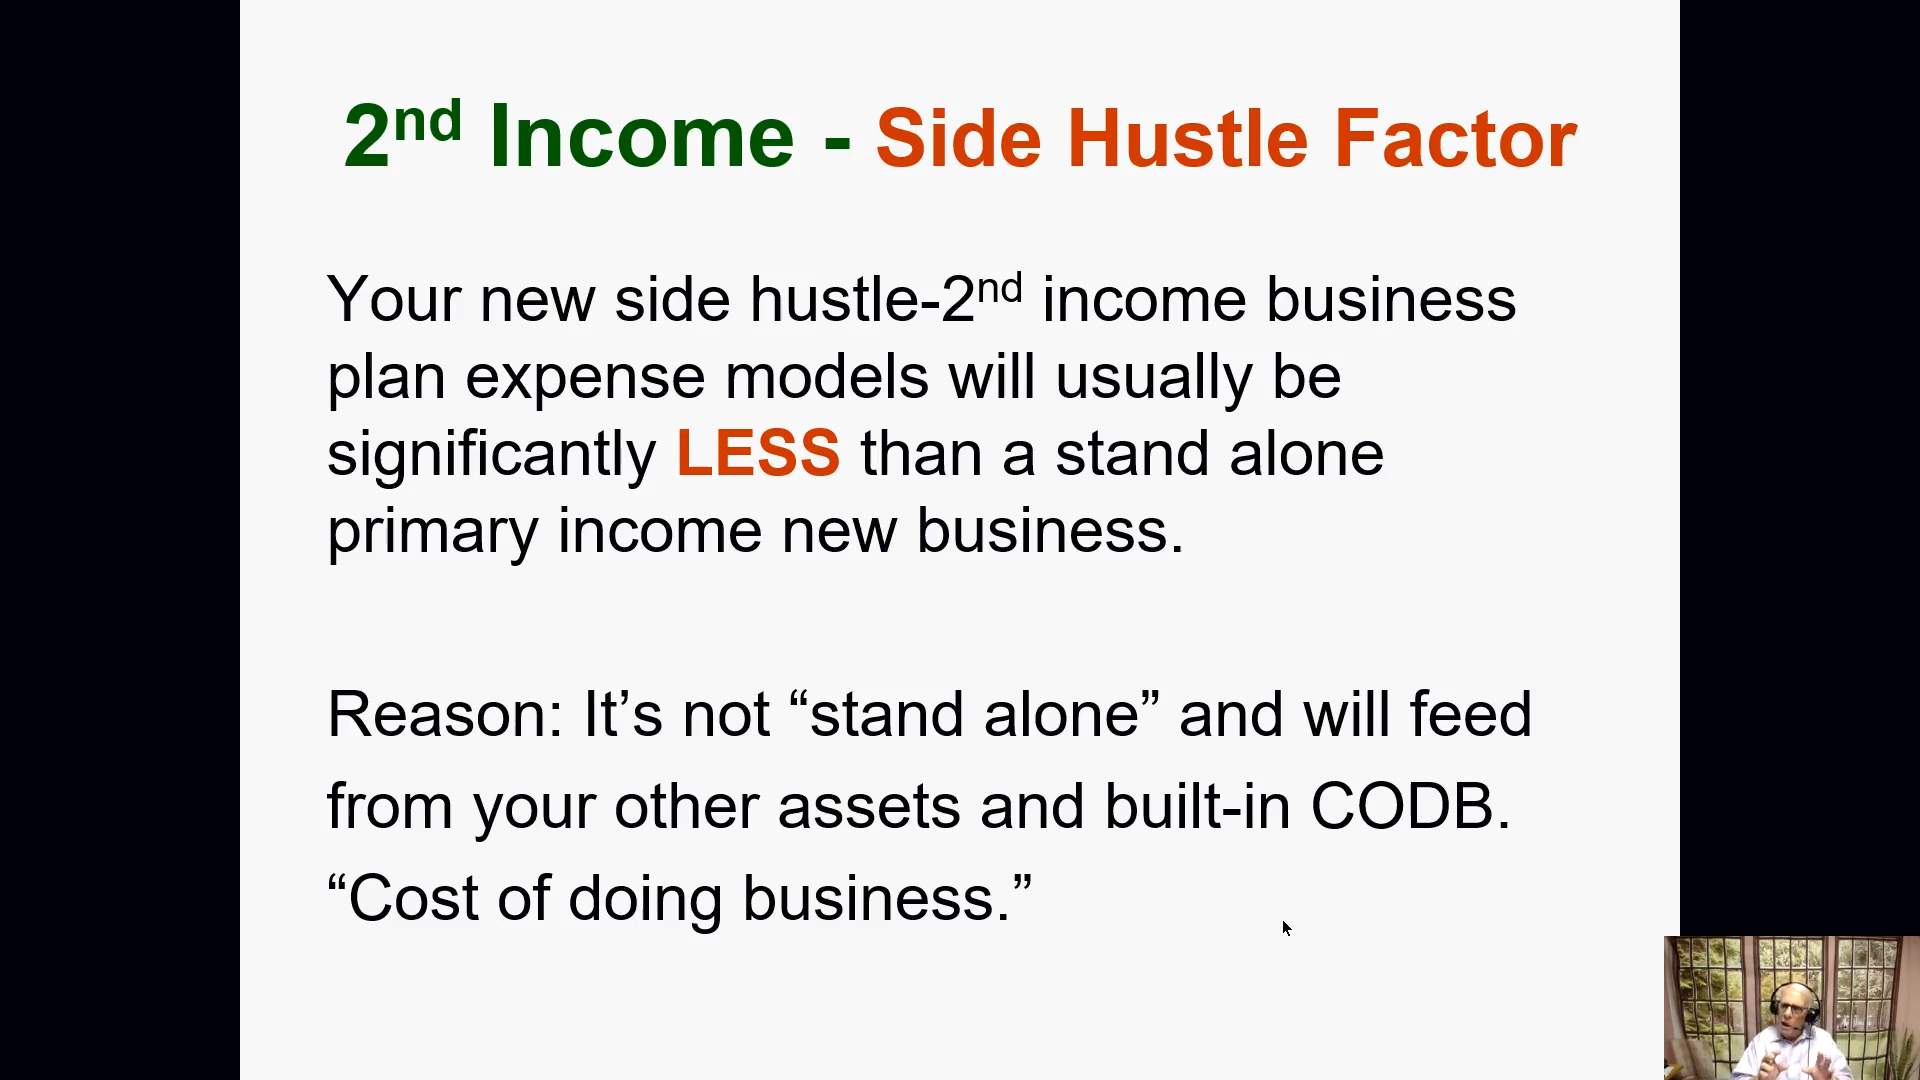 2nd Income - Side Hustle Factor
Your new side hustle-2nd income business
plan expense models will usually be
significantly LESS than a stand alone
primary income new business.
Reason: It’s not “stand alone” and will feed
from your other assets and built-in CODB.
“Cost of doing business.”